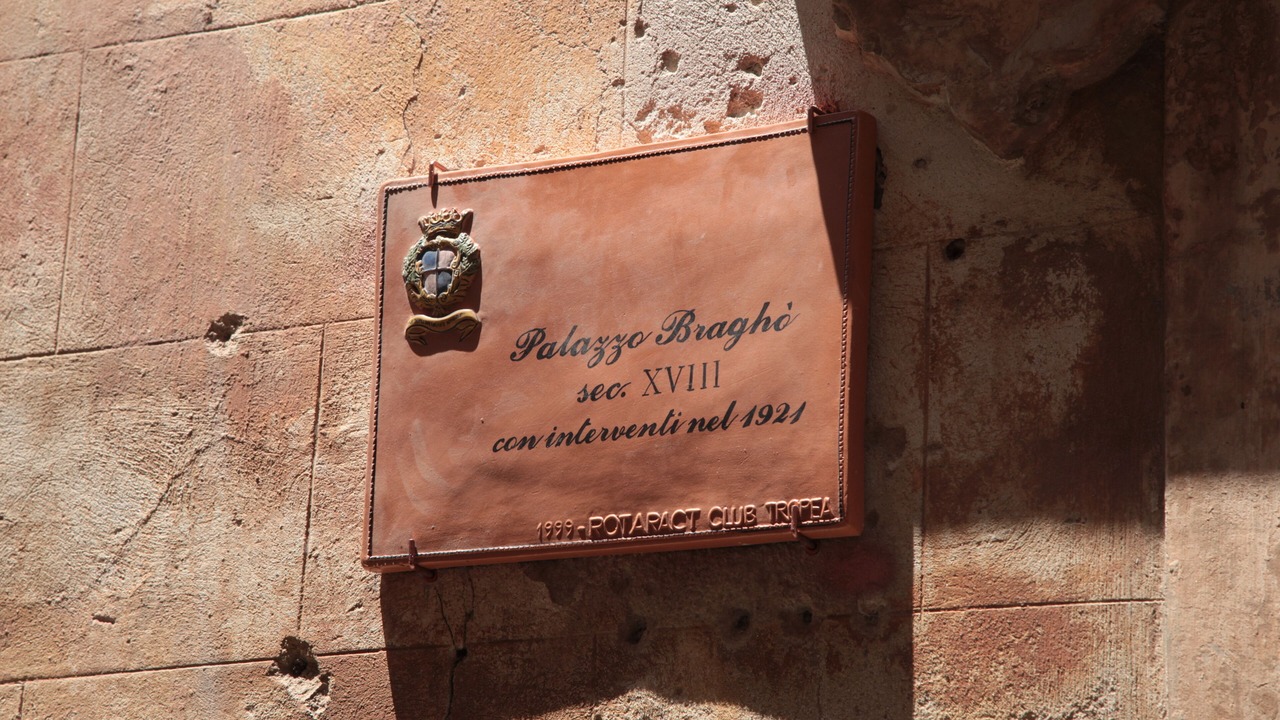 Palazzo Braghò
sec. XVIII
con interventi nel 1921
1999-ROTARACT CLUB TROPEA